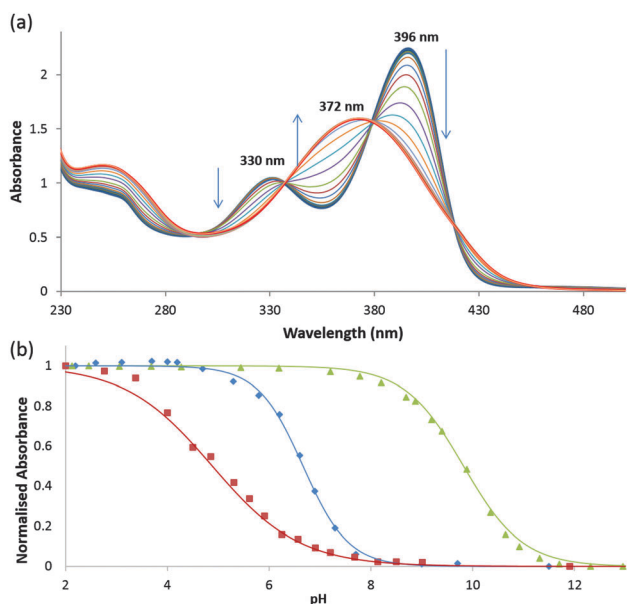 (a)
396 nm
372 nm
330 nm
Absorbance
2
1.5
1
0.5
0
230 280 330 380 430 480
Wavelength (nm)
(b)
Normalised Absorbance
1
0.8
0.6
0.4
0.2
0
2 4 6 8 10 12
pH